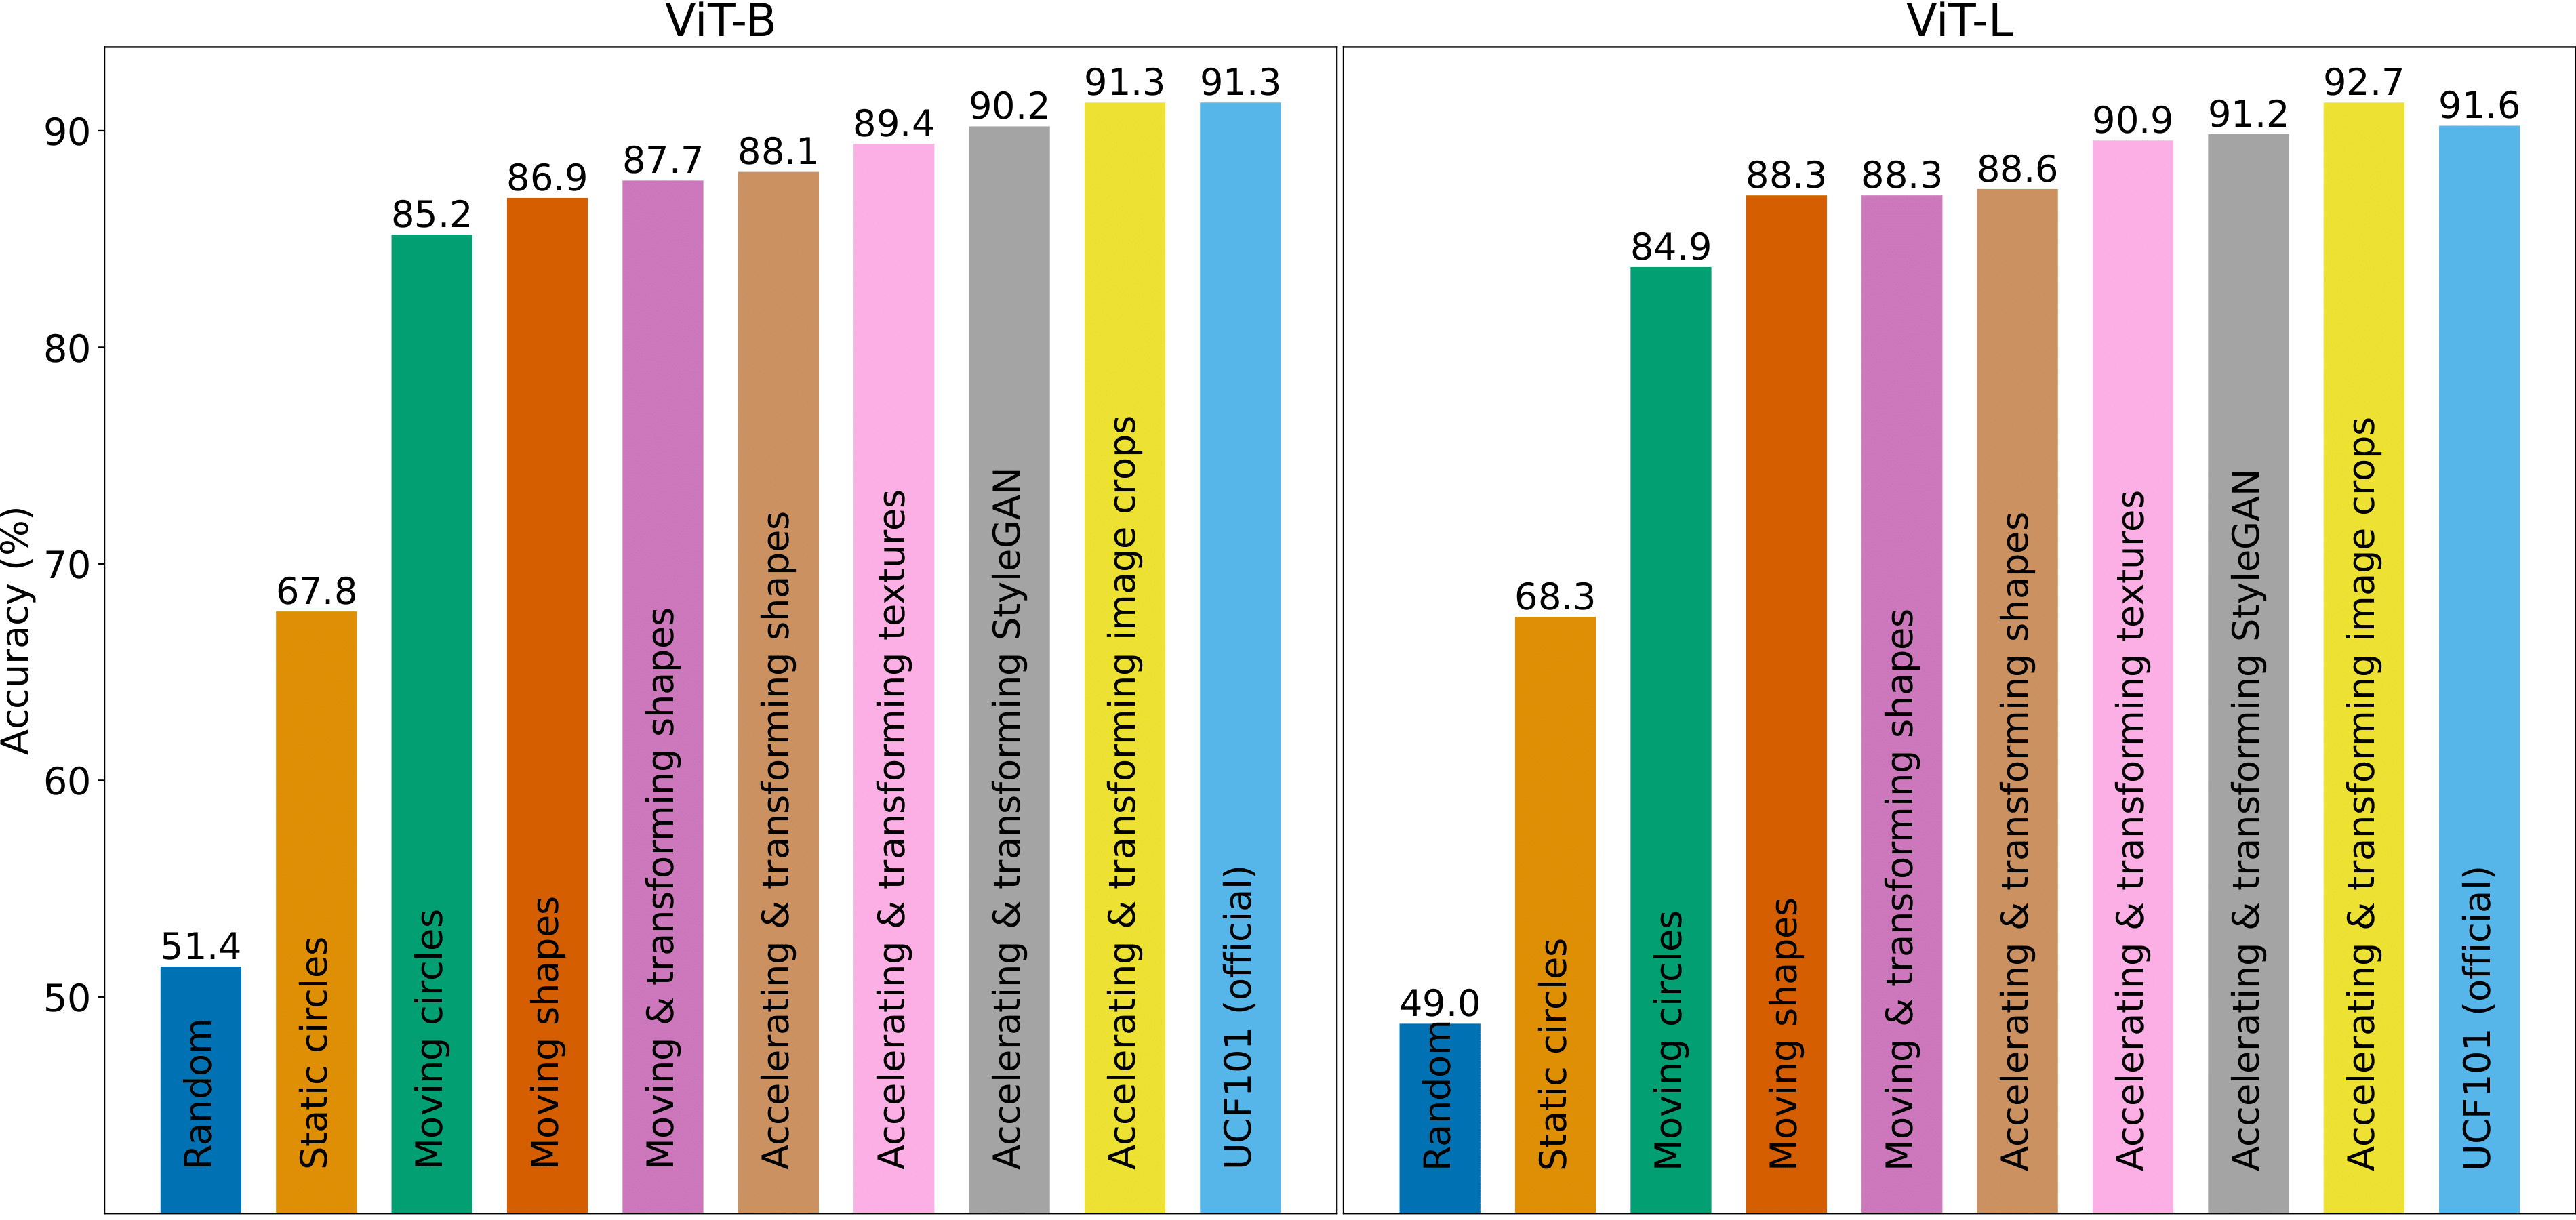 ViT-B
ViT-L
Accuracy (%)
90
80
70
60
50
51.4
67.8
85.2
86.9
87.7
88.1
89.4
90.2
91.3
91.3
Random
Static circles
Moving circles
Moving shapes
Moving & transforming shapes
Accelerating & transforming shapes
Accelerating & transforming textures
Accelerating & transforming StyleGAN
Accelerating & transforming image crops
UCF101 (official)
49.0
68.3
84.9
88.3
88.3
88.6
90.9
91.2
92.7
91.6
Random
Static circles
Moving circles
Moving shapes
Moving & transforming shapes
Accelerating & transforming shapes
Accelerating & transforming textures
Accelerating & transforming StyleGAN
Accelerating & transforming image crops
UCF101 (official)